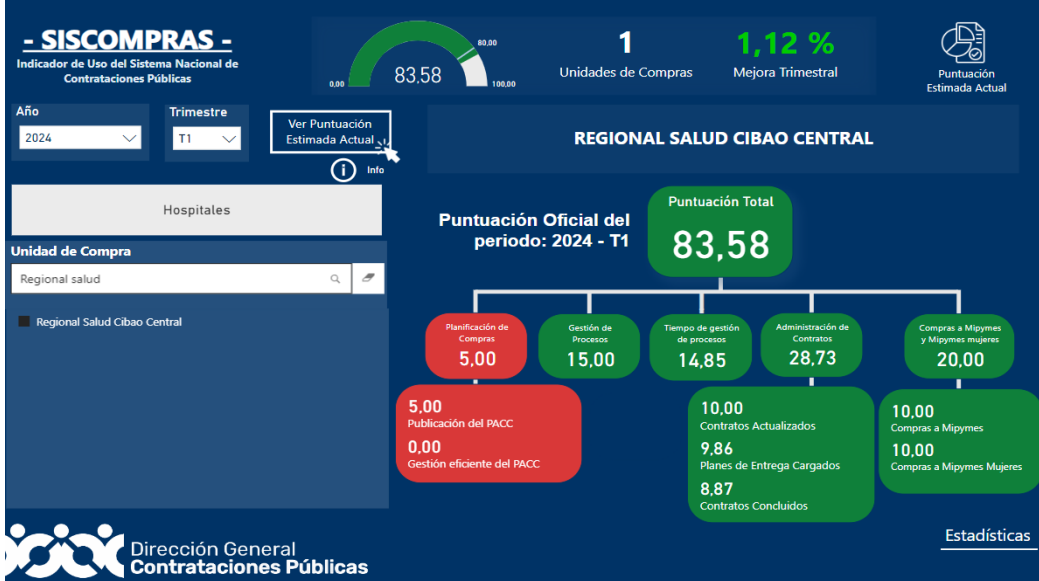 - SISCOMPRAS -
Indicador de Uso del Sistema Nacional de
Contrataciones Públicas
80,00
0,00
83.58
100,00
1
Unidades de Compras
1,12 %
Mejora Trimestral
Puntuación
Estimada Actual
Año
2024
Trimestre
T1
Ver Puntuación
Estimada Actual
Info
REGIONAL SALUD CIBAO CENTRAL
Hospitales
Unidad de Compra
Regional salud
Regional Salud Cibao Central
Puntuación Oficial del
periodo: 2024 - T1
Puntuación Total
83,58
Planificación de
Compras
5,00
Gestión de
Procesos
15,00
Tiempo de gestión
de procesos
14,85
Administración de
Contratos
28,73
Compras a Mipymes
y Mipymes mujeres
20,00
5,00
Publicación del PACC
0,00
Gestión eficiente del PACC
10,00
Contratos Actualizados
9,86
Planes de Entrega Cargados
8,87
Contratos Concluidos
10,00
Compras a Mipymes
10,00
Compras a Mipymes Mujeres
Estadísticas
Dirección General
Contrataciones Públicas